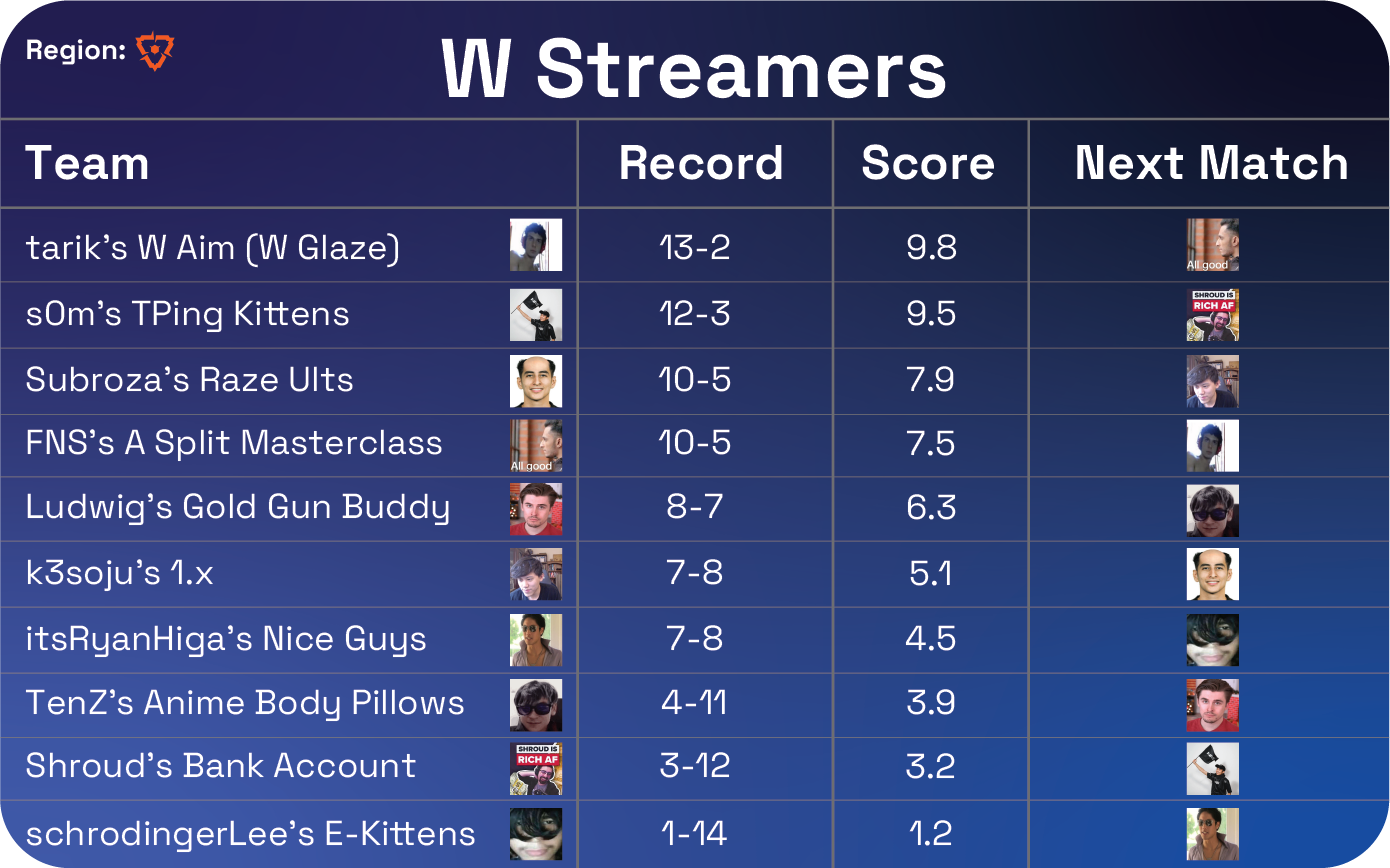 Region:
W Streamers
Team Record Score Next Match
tarik's W Aim (W Glaze) 13-2 9.8 All good
s0m's TPing Kittens 12-3 9.5 SHROUD IS RICH AF
Subroza's Raze Ults 10-5 7.9
FNS's A Split Masterclass All good 10-5 7.5
Ludwig's Gold Gun Buddy 8-7 6.3
k3soju's 1.x 7-8 5.1
itsRyanHiga's Nice Guys 7-8 4.5
TenZ's Anime Body Pillows 4-11 3.9
Shroud's Bank Account SHROUD IS RICH AF 3-12 3.2
schrodingerLee's E-Kittens 1-14 1.2